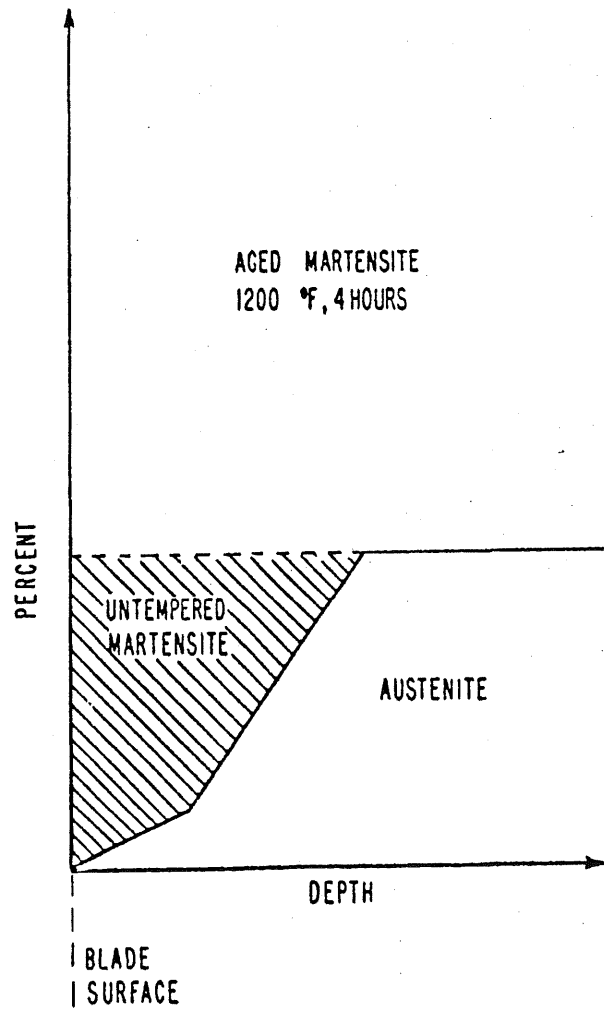 AGED MARTENSITE
1200 °F, 4 HOURS
PERCENT
UNTEMPERED
MARTENSITE
AUSTENITE
DEPTH
BLADE
SURFACE